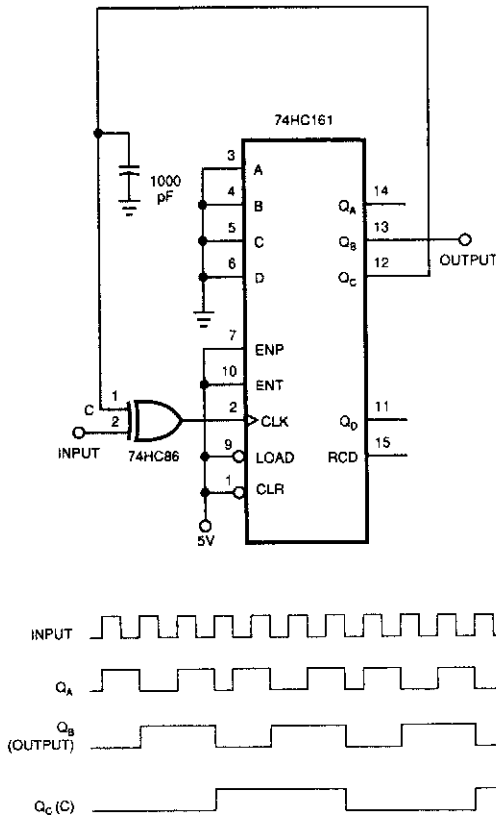 74HC161
1000
pF
3
A
4
B
5
C
6
D
7
ENP
10
ENT
2
CLK
9
LOAD
1
CLR
5V
QA
14
QB
13
OUTPUT
QC
12
QD
11
RCD
15
C
1
2
INPUT
74HC86
INPUT
QA
QB
(OUTPUT)
QC (C)